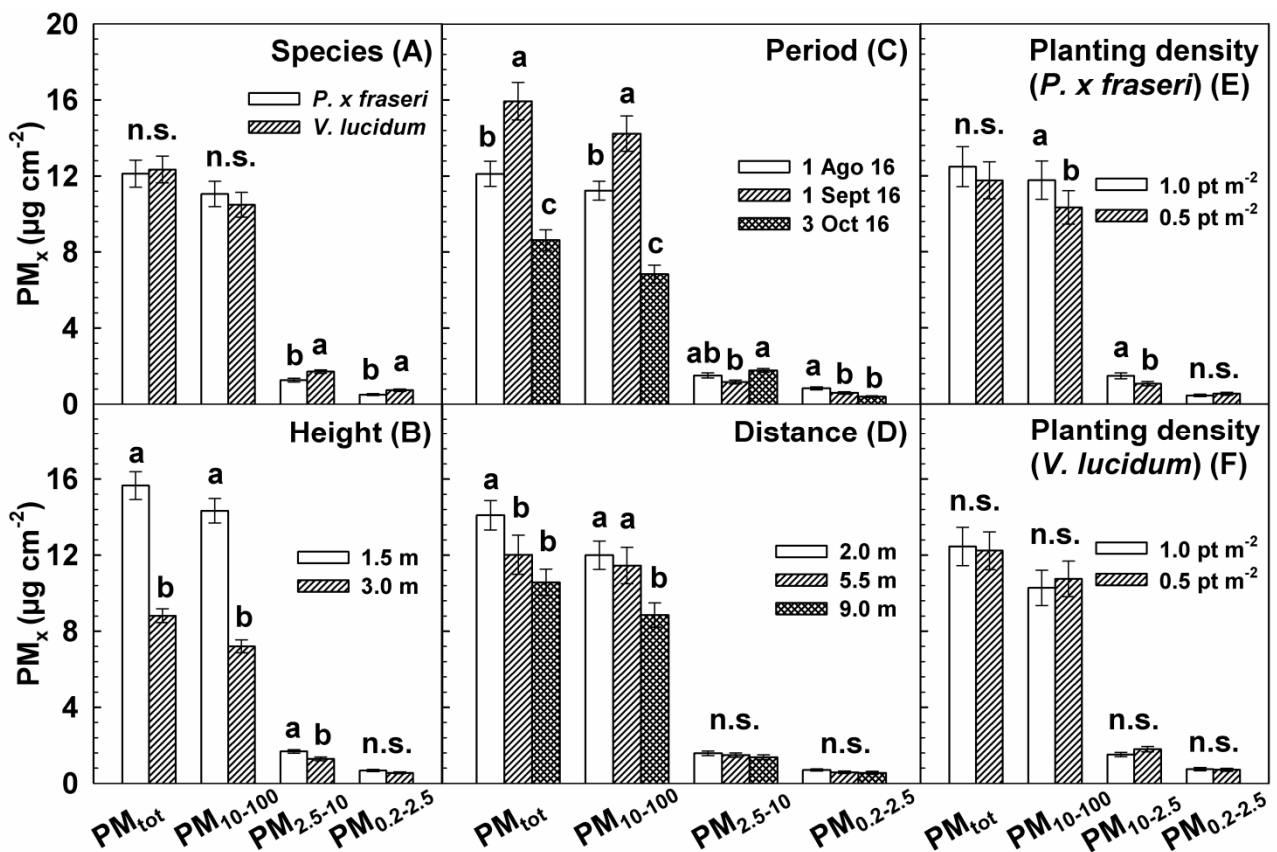 Species (A)
P. x fraseri
V. lucidum
n.s.
n.s.
b a
b a
20
16
12
8
4
0
PMₓ (µg cm⁻²)
Period (C)
1 Ago 16
1 Sept 16
3 Oct 16
b a c
b a c
ab b a
a b b
Planting density
(P. x fraseri) (E)
1.0 pt m⁻²
0.5 pt m⁻²
n.s.
a b
a b
n.s.
Height (B)
1.5 m
3.0 m
a b
a b
a b
n.s.
16
12
8
4
0
PMₓ (µg cm⁻²)
PMtot PM10-100 PM2.5-10 PM0.2-2.5
Distance (D)
2.0 m
5.5 m
9.0 m
a b b
a a b
n.s.
n.s.
PMtot PM10-100 PM2.5-10 PM0.2-2.5
Planting density
(V. lucidum) (F)
1.0 pt m⁻²
0.5 pt m⁻²
n.s.
n.s.
n.s.
n.s.
PMtot PM10-100 PM10-2.5 PM0.2-2.5